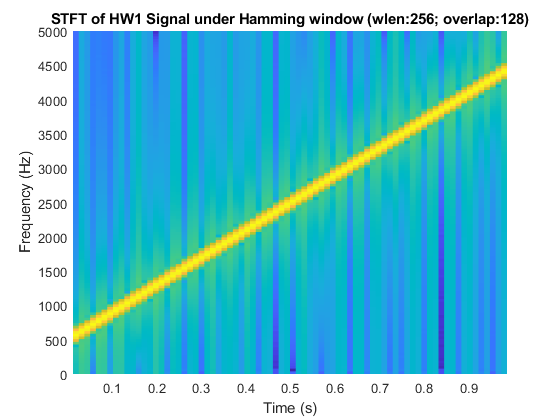 STFT of HW1 Signal under Hamming window (wlen:256; overlap:128)
5000
4500
4000
3500
3000
2500
2000
1500
1000
500
0
Frequency (Hz)
0.1 0.2 0.3 0.4 0.5 0.6 0.7 0.8 0.9
Time (s)